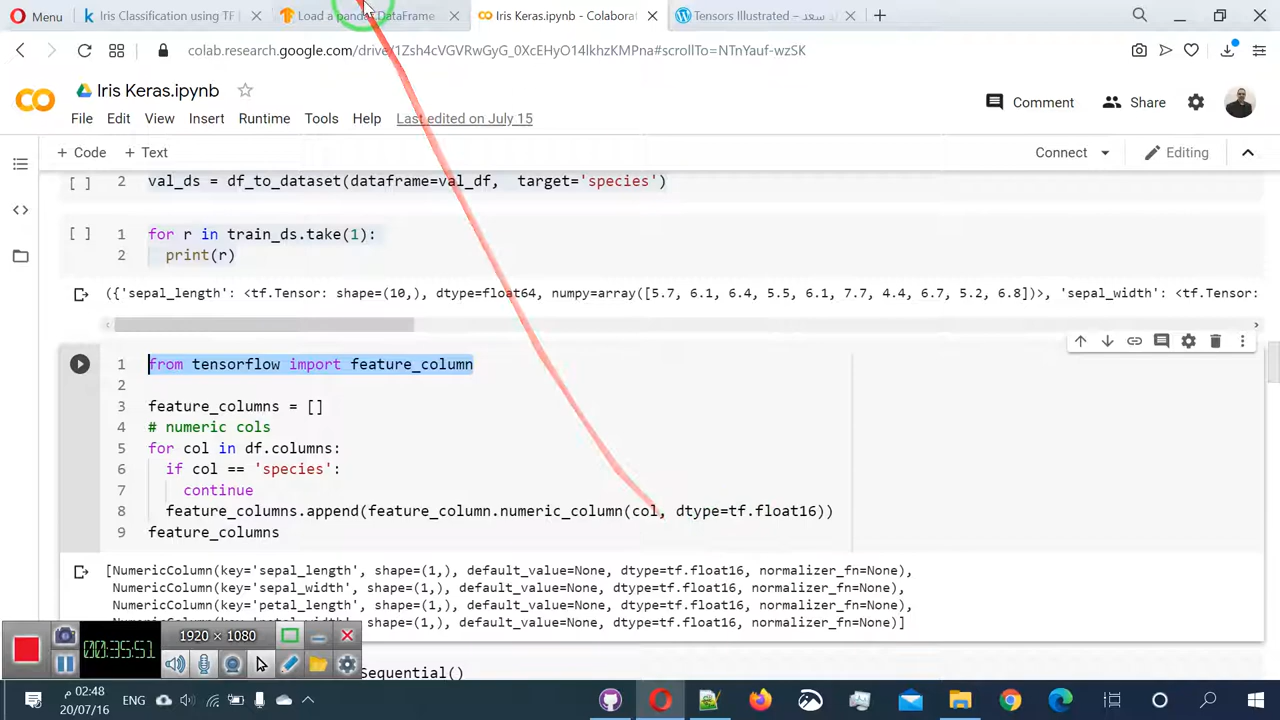 Iris Classification using TF
Load a pandas DataFrame
Iris Keras.ipynb - Colaborat
Tensors Illustrated –
colab.research.google.com/drive/1Zsh4cVGVRwGyG_0XcEHyO14lkhzKMPna#scrollTo=NTnYauf-wzSK
Iris Keras.ipynb
Comment
Share
File Edit View Insert Runtime Tools Help Last edited on July 15
+ Code + Text
Connect
Editing
[ ] 2 val_ds = df_to_dataset(dataframe=val_df, target='species')
[ ] 1 for r in train_ds.take(1):
2 print(r)
({'sepal_length': <tf.Tensor: shape=(10,), dtype=float64, numpy=array([5.7, 6.1, 6.4, 5.5, 6.1, 7.7, 4.4, 6.7, 5.2, 6.8])>, 'sepal_width': <tf.Tensor:
1 from tensorflow import feature_column
2
3 feature_columns = []
4 # numeric cols
5 for col in df.columns:
6 if col == 'species':
7 continue
8 feature_columns.append(feature_column.numeric_column(col, dtype=tf.float16))
9 feature_columns
[NumericColumn(key='sepal_length', shape=(1,), default_value=None, dtype=tf.float16, normalizer_fn=None),
NumericColumn(key='sepal_width', shape=(1,), default_value=None, dtype=tf.float16, normalizer_fn=None),
NumericColumn(key='petal_length', shape=(1,), default_value=None, dtype=tf.float16, normalizer_fn=None),
shape=(1,), default_value=None, dtype=tf.float16, normalizer_fn=None)]
Sequential()
Menu
1920 × 1080
00:35:51
ENG
02:48 م
20/07/16